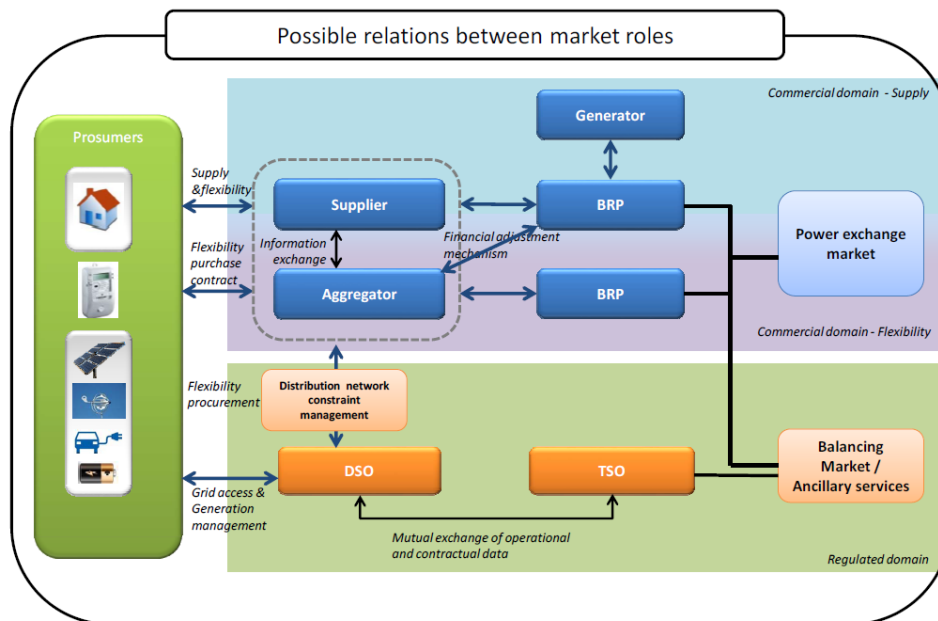 Possible relations between market roles
Commercial domain - Supply
Prosumers
Generator
Supply
&flexibility
Supplier
BRP
Information
exchange
Financial adjustment
mechanism
Power exchange
market
Flexibility
purchase
contract
Aggregator
BRP
Commercial domain - Flexibility
Flexibility
procurement
Distribution network
constraint
management
DSO
TSO
Balancing
Market /
Ancillary services
Grid access &
Generation
management
Mutual exchange of operational
and contractual data
Regulated domain